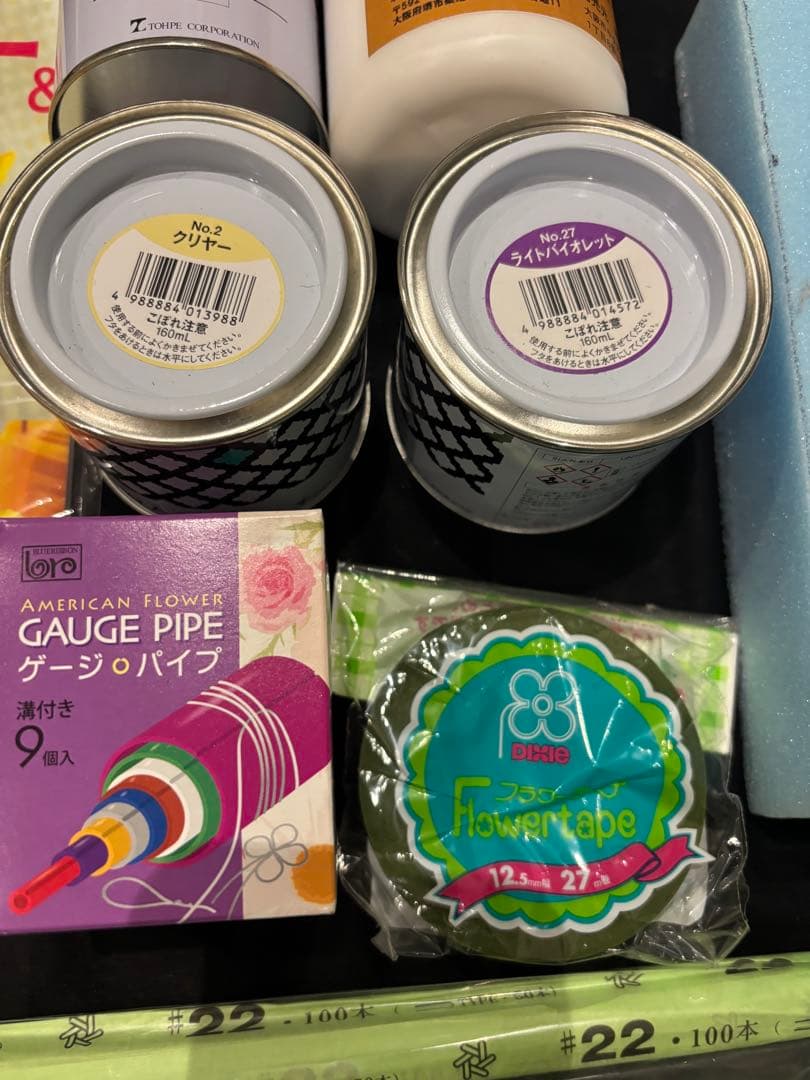 &
TOHPE CORPORATION
大阪府堺市
No.2
クリヤー
4 988884 013988
こぼれ注意
160mL
使用する前によくかきまぜてください。
フタをあけるときは水平にしてください。
No.27
ライトバイオレット
4 988884 014572
こぼれ注意
160mL
使用する前によくかきまぜてください。
フタをあけるときは水平にしてください。
BLUERIBBON
AMERICAN FLOWER
GAUGE PIPE
ゲージ パイプ
溝付き
9個入
DIXIE
Flowertape
12.5mm幅 27m巻
#22・100本 (
#22・100本 (